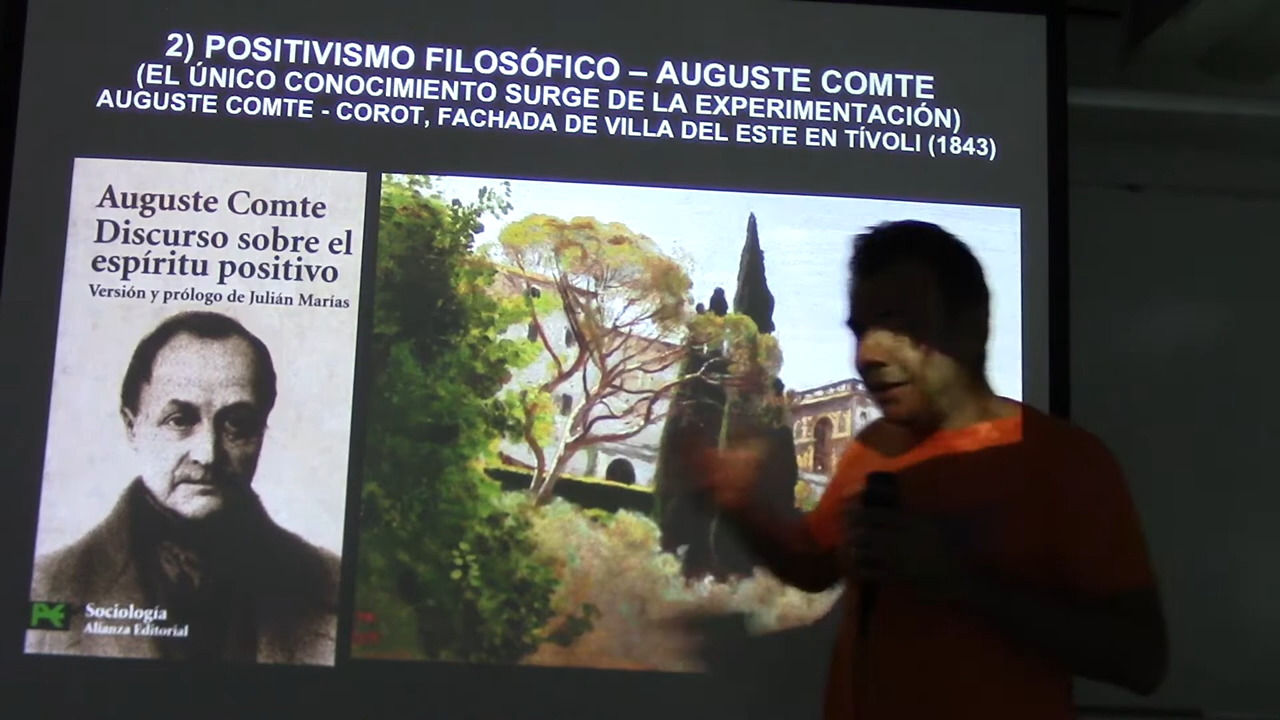 2) POSITIVISMO FILOSÓFICO – AUGUSTE COMTE
(EL ÚNICO CONOCIMIENTO SURGE DE LA EXPERIMENTACIÓN)
AUGUSTE COMTE - COROT, FACHADA DE VILLA DEL ESTE EN TÍVOLI (1843)
Auguste Comte
Discurso sobre el
espíritu positivo
Versión y prólogo de Julián Marías
Sociología
Alianza Editorial